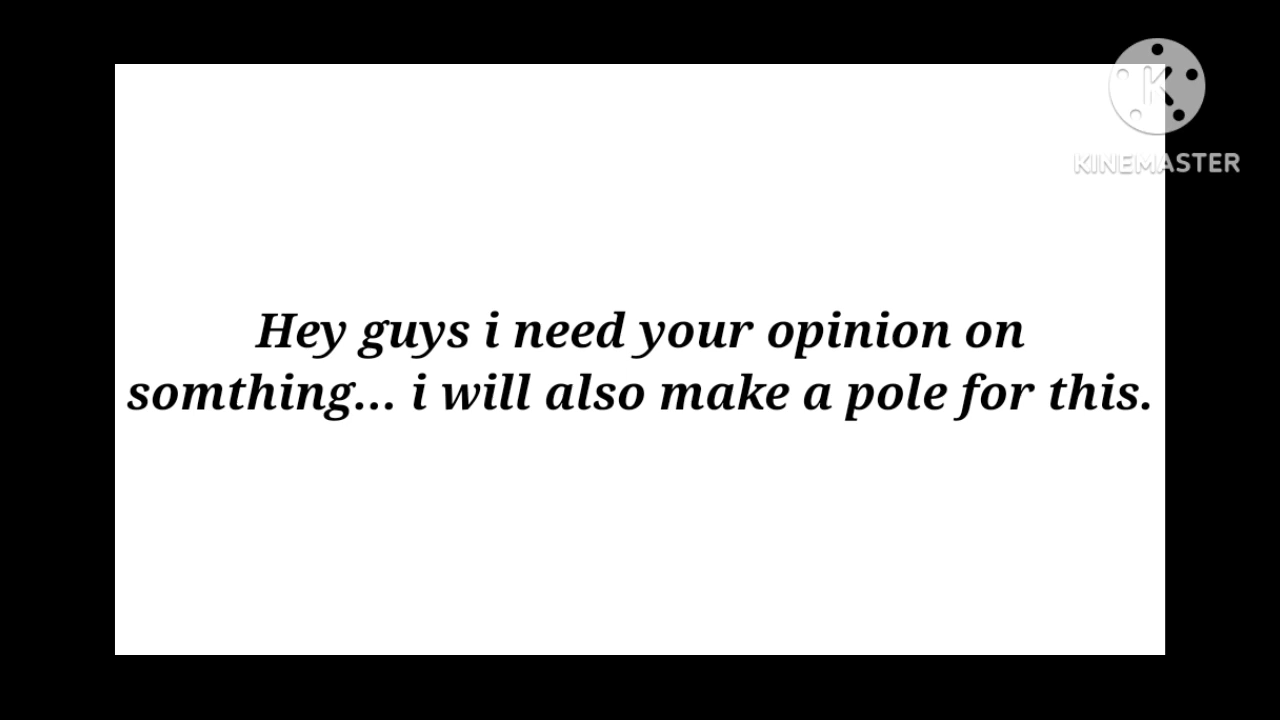 KINEMASTER
Hey guys i need your opinion on
somthing... i will also make a pole for this.